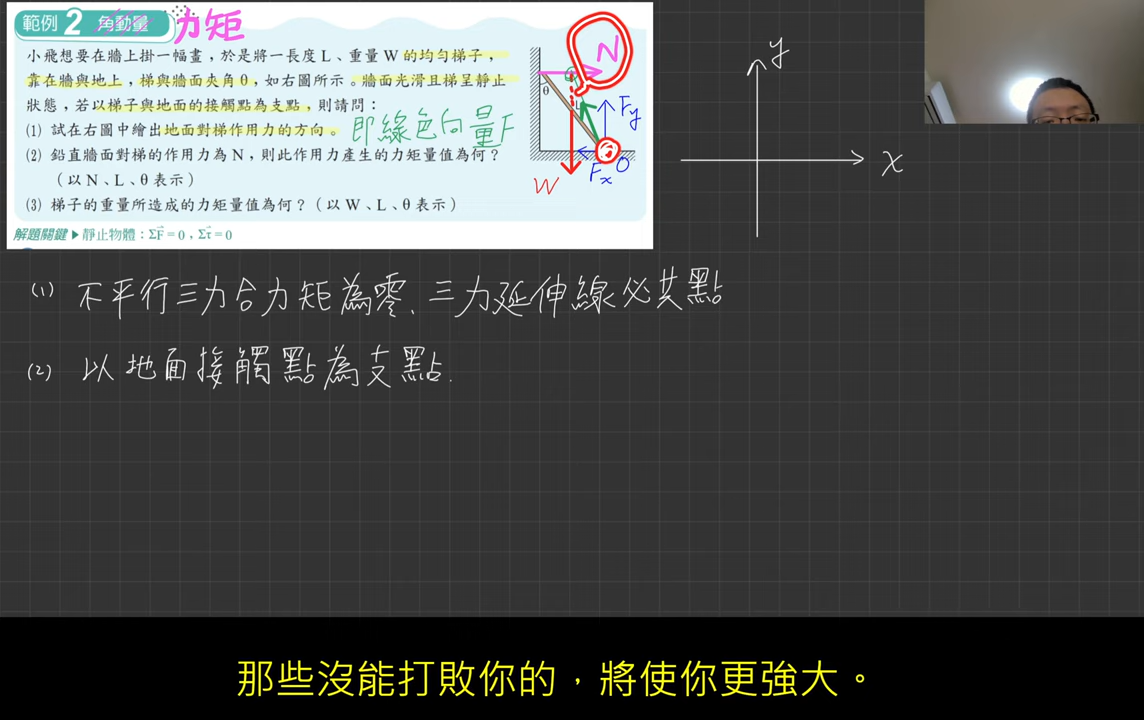 範例 2 角動量 力矩
小飛想要在牆上掛一幅畫，於是將一長度 L、重量 W 的均勻梯子，
靠在牆與地上，梯與牆面夾角 θ，如右圖所示。牆面光滑且梯呈靜止
狀態，若以梯子與地面的接觸點為支點，則請問：
(1) 試在右圖中繪出地面對梯作用力的方向。 即綠色向量F
(2) 鉛直牆面對梯的作用力為 N，則此作用力產生的力矩量值為何？
（以 N、L、θ 表示）
(3) 梯子的重量所造成的力矩量值為何？（以 W、L、θ 表示）
解題關鍵▶靜止物體：ΣF⃗ = 0，Στ⃗ = 0
N
θ
L
Fy
Fx
O
W
y
x
(1) 不平行三力合力矩為零、三力延伸線必共點
(2) 以地面接觸點為支點.
那些沒能打敗你的，將使你更強大。